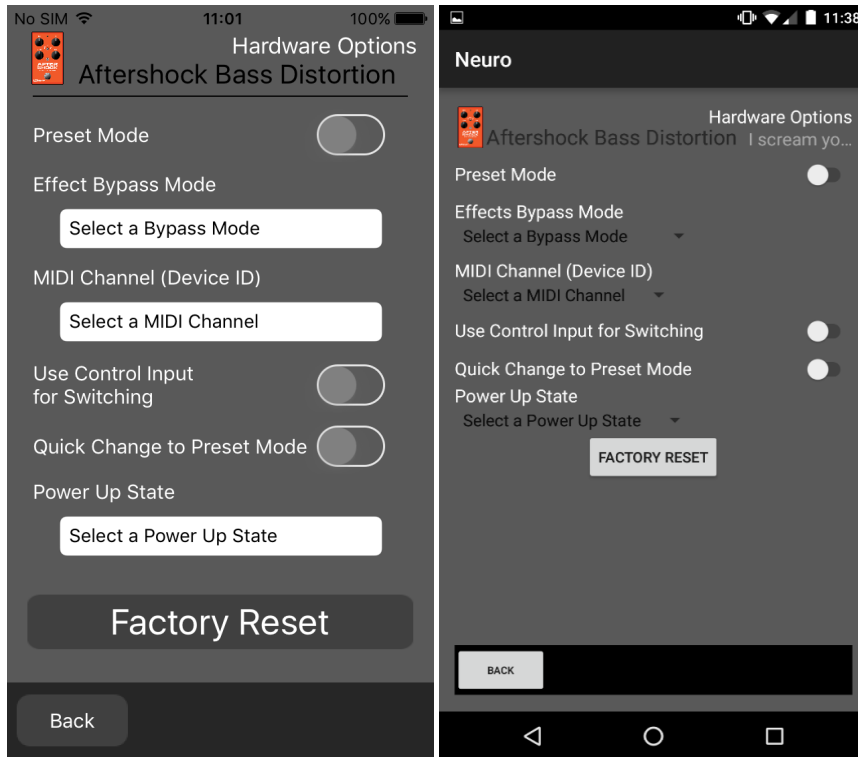 No SIM 11:01 100%
Hardware Options
Aftershock Bass Distortion
Preset Mode
Effect Bypass Mode
Select a Bypass Mode
MIDI Channel (Device ID)
Select a MIDI Channel
Use Control Input
for Switching
Quick Change to Preset Mode
Power Up State
Select a Power Up State
Factory Reset
Back
11:38
Neuro
Hardware Options
Aftershock Bass Distortion I scream yo...
Preset Mode
Effects Bypass Mode
Select a Bypass Mode
MIDI Channel (Device ID)
Select a MIDI Channel
Use Control Input for Switching
Quick Change to Preset Mode
Power Up State
Select a Power Up State
FACTORY RESET
BACK